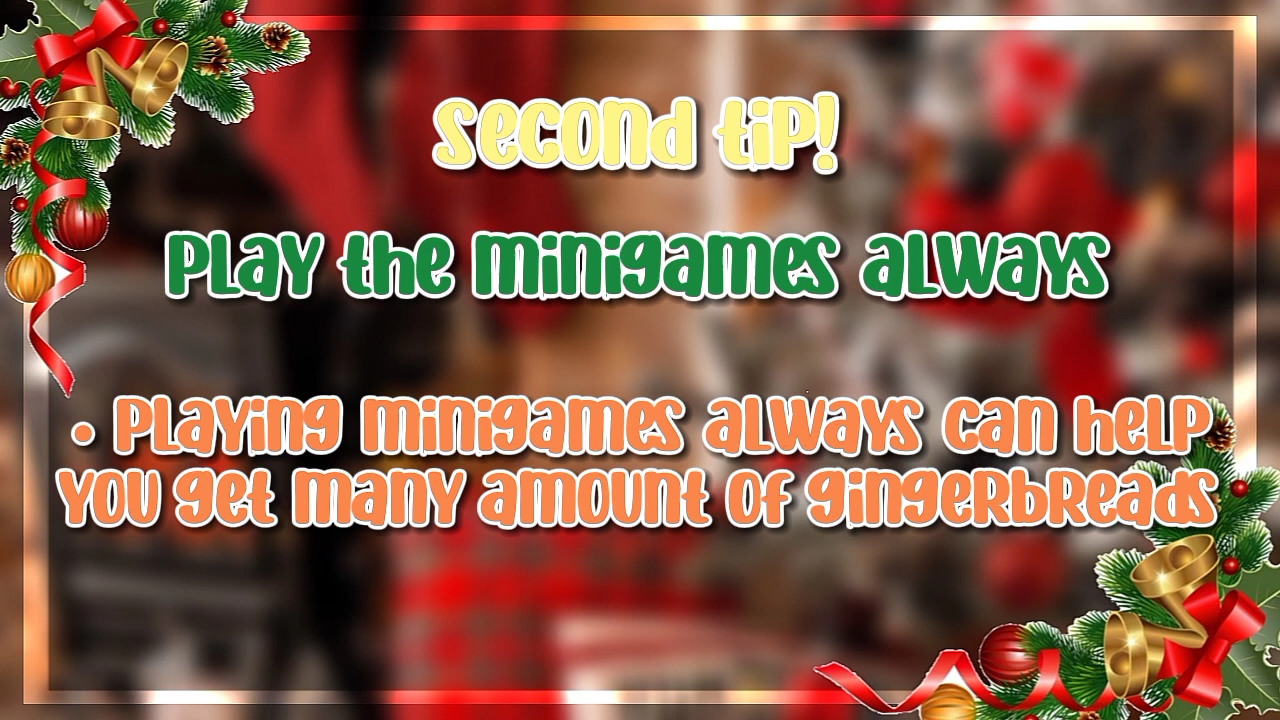 second tip!
Play the minigames always
• Playing minigames always can help
you get many amount of gingerbreads